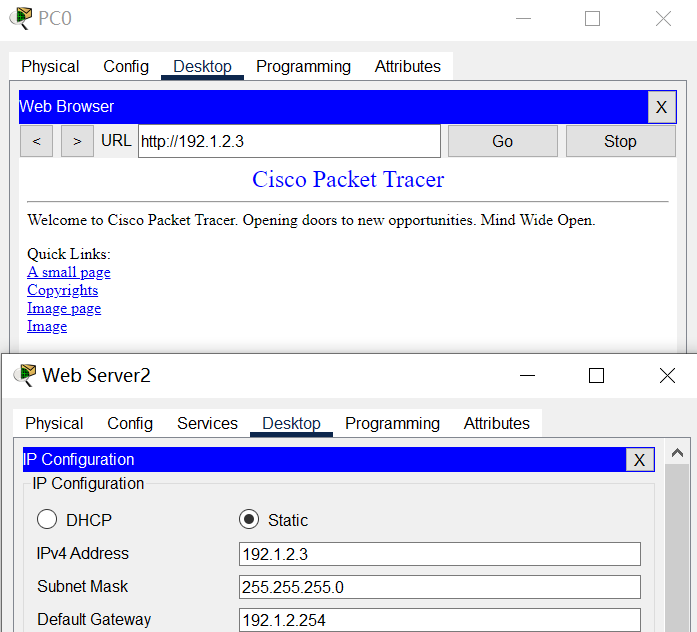 PC0
Physical Config Desktop Programming Attributes
Web Browser X
< > URL http://192.1.2.3 Go Stop
Cisco Packet Tracer
Welcome to Cisco Packet Tracer. Opening doors to new opportunities. Mind Wide Open.
Quick Links:
A small page
Copyrights
Image page
Image
Web Server2
Physical Config Services Desktop Programming Attributes
IP Configuration X
IP Configuration
DHCP Static
IPv4 Address 192.1.2.3
Subnet Mask 255.255.255.0
Default Gateway 192.1.2.254